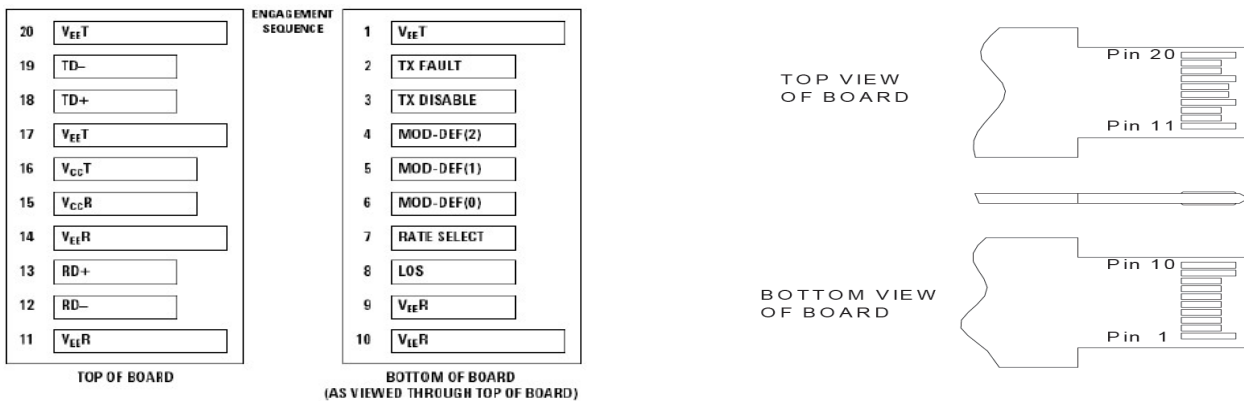 ENGAGEMENT
SEQUENCE
20 VEET
19 TD–
18 TD+
17 VEET
16 VCCT
15 VCCR
14 VEER
13 RD+
12 RD–
11 VEER
TOP OF BOARD
1 VEET
2 TX FAULT
3 TX DISABLE
4 MOD-DEF(2)
5 MOD-DEF(1)
6 MOD-DEF(0)
7 RATE SELECT
8 LOS
9 VEER
10 VEER
BOTTOM OF BOARD
(AS VIEWED THROUGH TOP OF BOARD)
TOP VIEW
OF BOARD
Pin 20
Pin 11
BOTTOM VIEW
OF BOARD
Pin 10
Pin 1